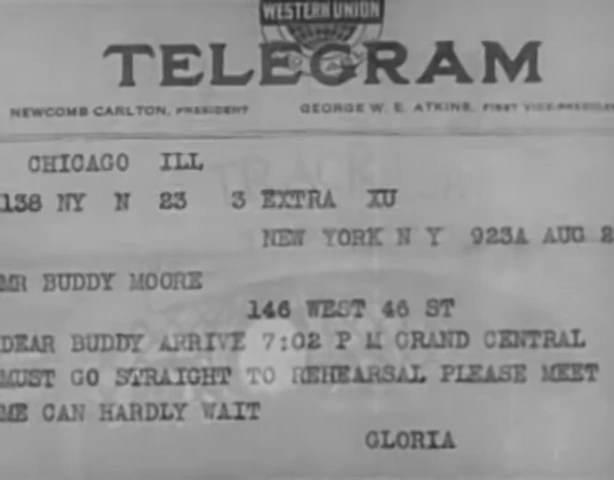 WESTERN UNION
TELEGRAM
NEWCOMB CARLTON, PRESIDENT GEORGE W. E. ATKINS, FIRST VICE-PRESIDE
CHICAGO ILL
138 NY N 23 3 EXTRA XU
NEW YORK N Y 923A AUG 2
MR BUDDY MOORE
146 WEST 46 ST
DEAR BUDDY ARRIVE 7:02 P M GRAND CENTRAL
MUST GO STRAIGHT TO REHEARSAL PLEASE MEET
ME CAN HARDLY WAIT
GLORIA